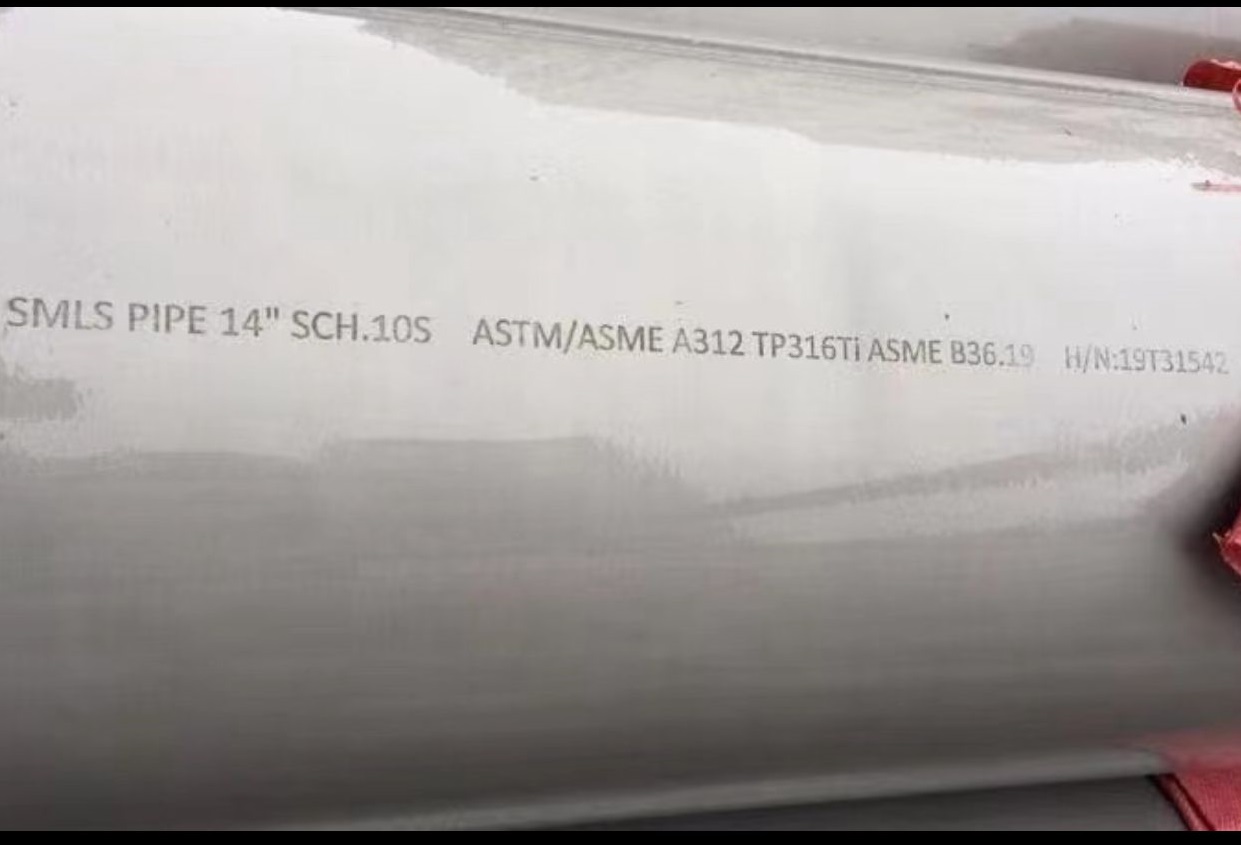 SMLS PIPE 14" SCH.10S ASTM/ASME A312 TP316Ti ASME B36.19 H/N:19T31542